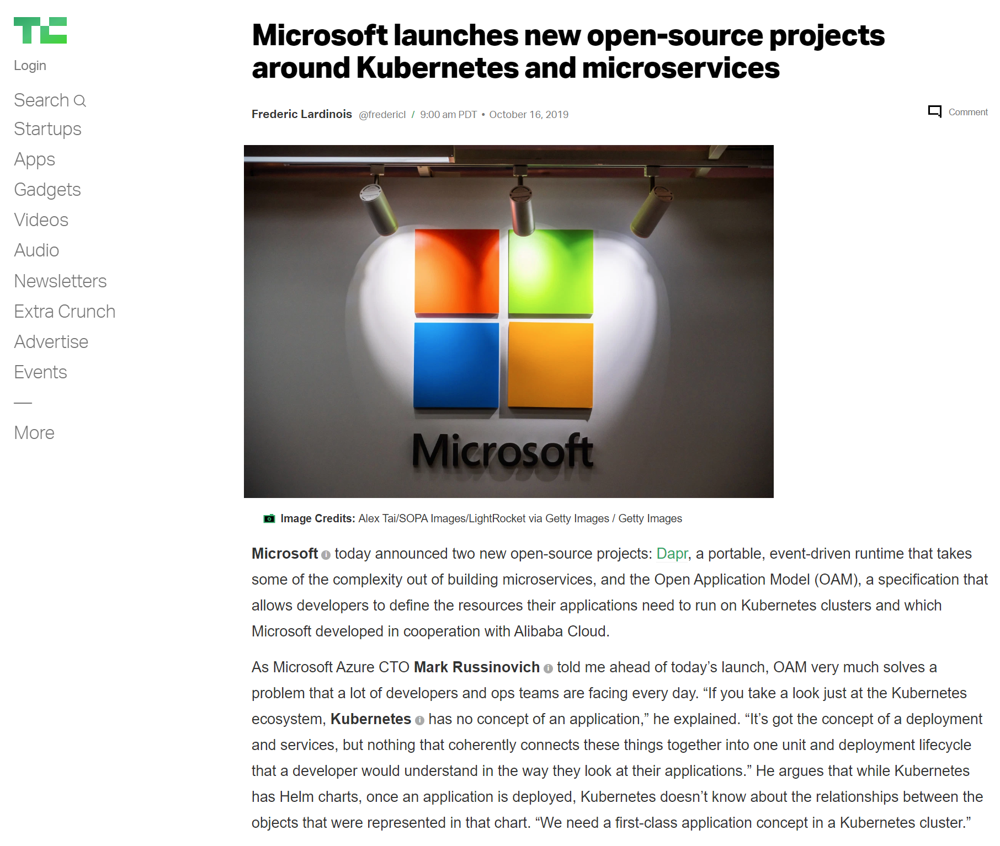 TC
Login
Search
Startups
Apps
Gadgets
Videos
Audio
Newsletters
Extra Crunch
Advertise
Events
—
More
Microsoft launches new open-source projects
around Kubernetes and microservices
Frederic Lardinois @fredericl / 9:00 am PDT • October 16, 2019
Comment
Microsoft
Image Credits: Alex Tai/SOPA Images/LightRocket via Getty Images / Getty Images
Microsoft i today announced two new open-source projects: Dapr, a portable, event-driven runtime that takes
some of the complexity out of building microservices, and the Open Application Model (OAM), a specification that
allows developers to define the resources their applications need to run on Kubernetes clusters and which
Microsoft developed in cooperation with Alibaba Cloud.
As Microsoft Azure CTO Mark Russinovich i told me ahead of today’s launch, OAM very much solves a
problem that a lot of developers and ops teams are facing every day. “If you take a look just at the Kubernetes
ecosystem, Kubernetes i has no concept of an application,” he explained. “It’s got the concept of a deployment
and services, but nothing that coherently connects these things together into one unit and deployment lifecycle
that a developer would understand in the way they look at their applications.” He argues that while Kubernetes
has Helm charts, once an application is deployed, Kubernetes doesn’t know about the relationships between the
objects that were represented in that chart. “We need a first-class application concept in a Kubernetes cluster.”